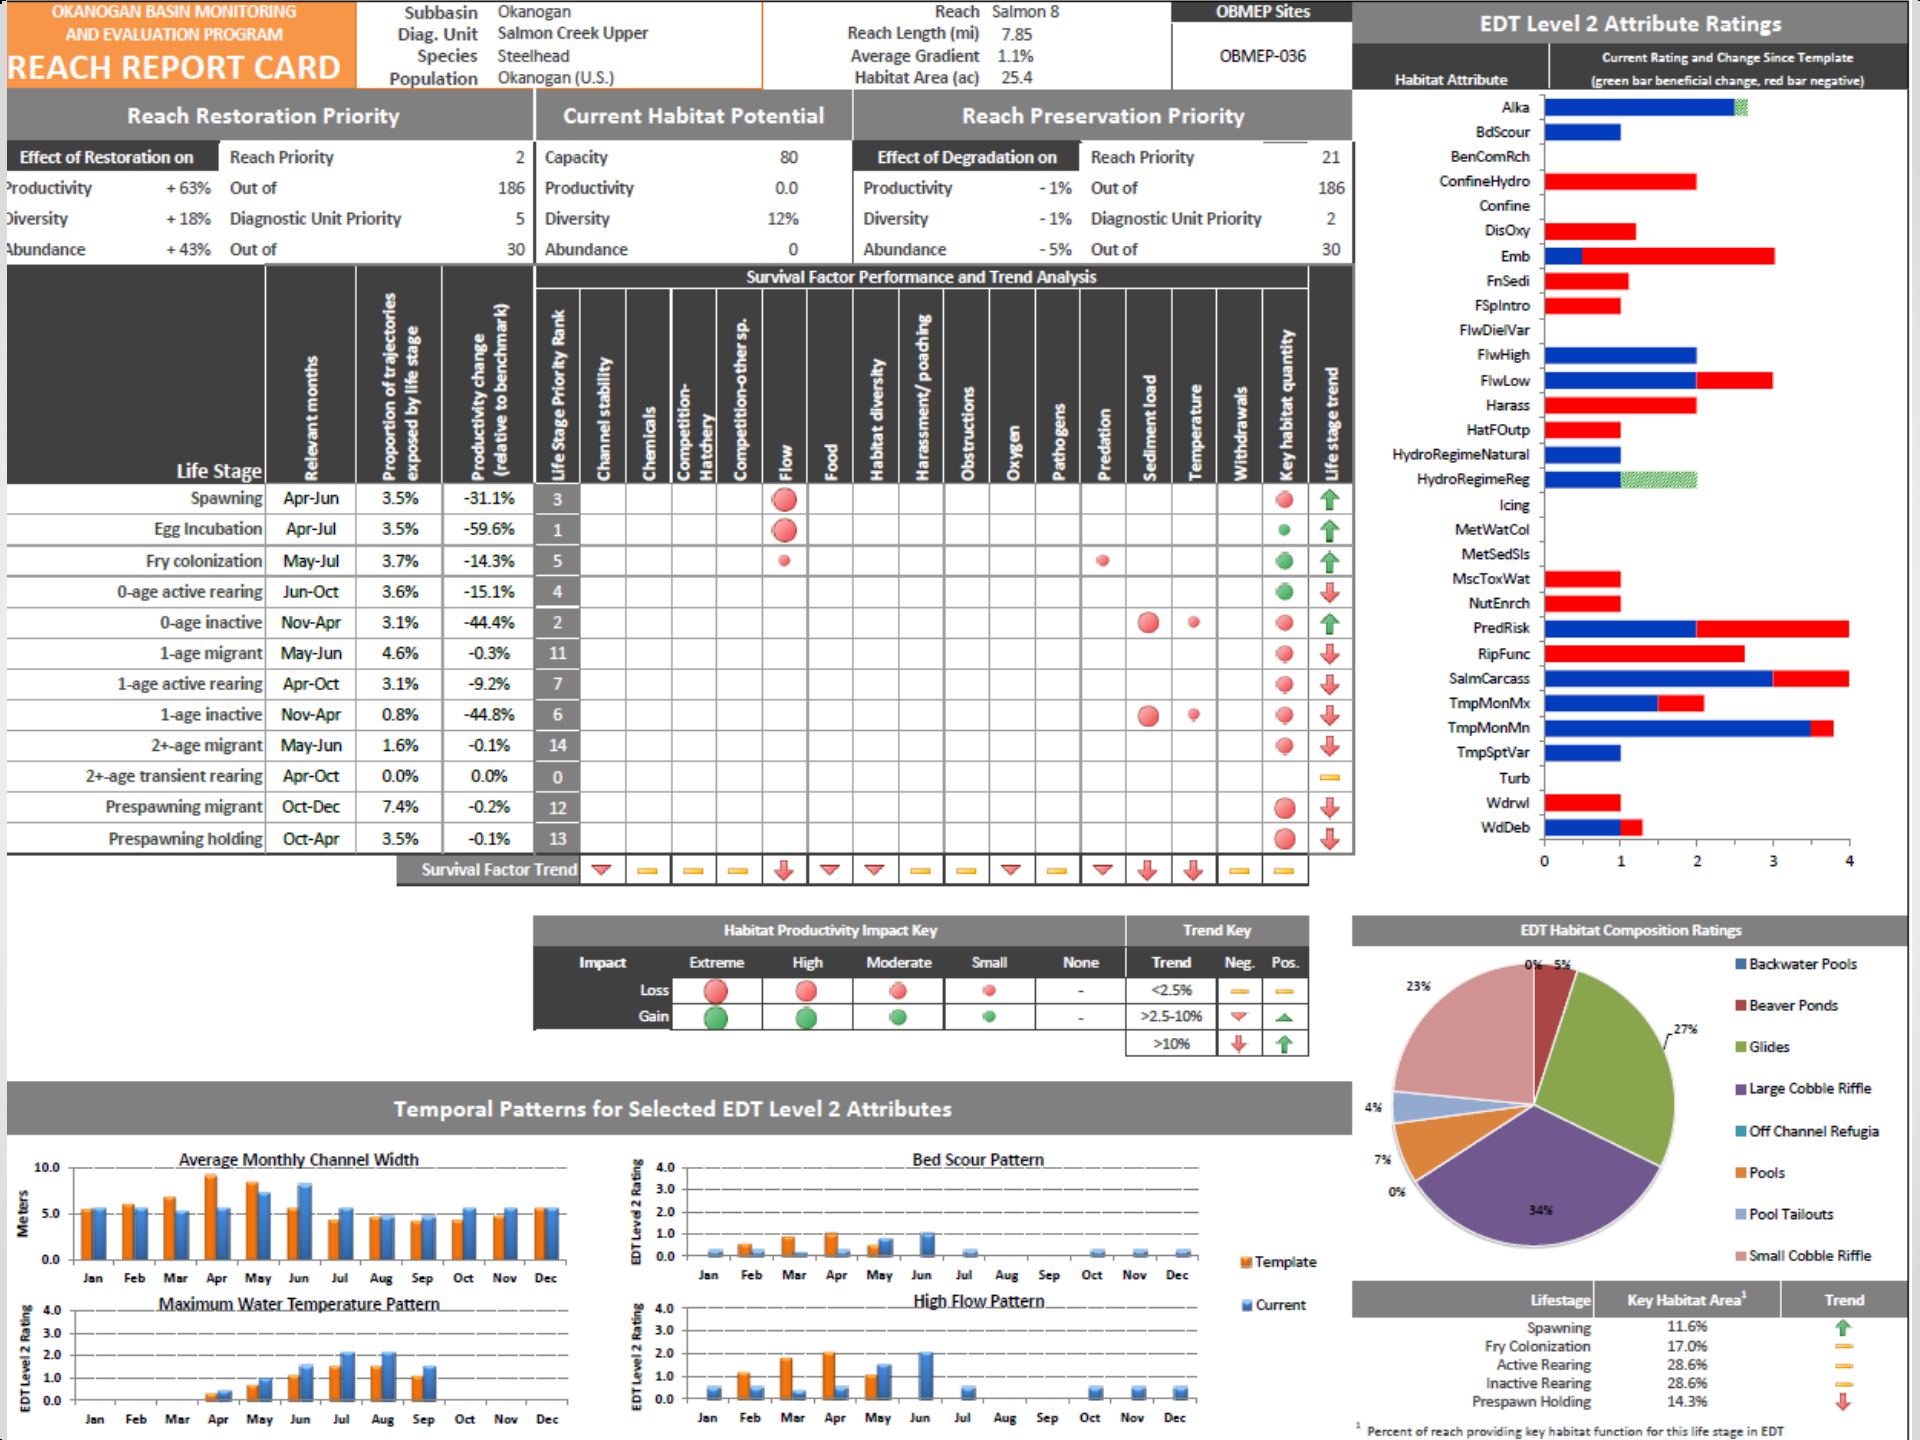 OKANOGAN BASIN MONITORING
AND EVALUATION PROGRAM
REACH REPORT CARD
Subbasin Okanogan
Diag. Unit Salmon Creek Upper
Species Steelhead
Population Okanogan (U.S.)
Reach Salmon 8
Reach Length (mi) 7.85
Average Gradient 1.1%
Habitat Area (ac) 25.4
OBMEP Sites
OBMEP-036
Reach Restoration Priority
Effect of Restoration on Reach Priority 2
Productivity + 63% Out of 186
Diversity + 18% Diagnostic Unit Priority 5
Abundance + 43% Out of 30
Current Habitat Potential
Capacity 80
Productivity 0.0
Diversity 12%
Abundance 0
Reach Preservation Priority
Effect of Degradation on Reach Priority 21
Productivity - 1% Out of 186
Diversity - 1% Diagnostic Unit Priority 2
Abundance - 5% Out of 30
Survival Factor Performance and Trend Analysis
Life Stage
Relevant months
Proportion of trajectories
exposed by life stage
Productivity change
(relative to benchmark)
Life Stage Priority Rank
Channel stability
Chemicals
Competition-
Hatchery
Competition-other sp.
Flow
Food
Habitat diversity
Harassment/ poaching
Obstructions
Oxygen
Pathogens
Predation
Sediment load
Temperature
Withdrawals
Key habitat quantity
Life stage trend
Spawning Apr-Jun 3.5% -31.1% 3
Egg Incubation Apr-Jul 3.5% -59.6% 1
Fry colonization May-Jul 3.7% -14.3% 5
0-age active rearing Jun-Oct 3.6% -15.1% 4
0-age inactive Nov-Apr 3.1% -44.4% 2
1-age migrant May-Jun 4.6% -0.3% 11
1-age active rearing Apr-Oct 3.1% -9.2% 7
1-age inactive Nov-Apr 0.8% -44.8% 6
2+-age migrant May-Jun 1.6% -0.1% 14
2+-age transient rearing Apr-Oct 0.0% 0.0% 0
Prespawning migrant Oct-Dec 7.4% -0.2% 12
Prespawning holding Oct-Apr 3.5% -0.1% 13
Survival Factor Trend
Habitat Productivity Impact Key
Impact Extreme High Moderate Small None
Loss -
Gain -
Trend Key
Trend Neg. Pos.
<2.5%
>2.5-10%
>10%
EDT Level 2 Attribute Ratings
Habitat Attribute
Current Rating and Change Since Template
(green bar beneficial change, red bar negative)
Alka
BdScour
BenComRch
ConfineHydro
Confine
DisOxy
Emb
FnSedi
FSpIntro
FlwDielVar
FlwHigh
FlwLow
Harass
HatFOutp
HydroRegimeNatural
HydroRegimeReg
Icing
MetWatCol
MetSedSls
MscToxWat
NutEnrch
PredRisk
RipFunc
SalmCarcass
TmpMonMx
TmpMonMn
TmpSptVar
Turb
Wdrwl
WdDeb
0 1 2 3 4
EDT Habitat Composition Ratings
0% 5%
23%
27%
4%
7%
0%
34%
Backwater Pools
Beaver Ponds
Glides
Large Cobble Riffle
Off Channel Refugia
Pools
Pool Tailouts
Small Cobble Riffle
Lifestage Key Habitat Area1 Trend
Spawning 11.6%
Fry Colonization 17.0%
Active Rearing 28.6%
Inactive Rearing 28.6%
Prespawn Holding 14.3%
1 Percent of reach providing key habitat function for this life stage in EDT
Temporal Patterns for Selected EDT Level 2 Attributes
Average Monthly Channel Width
Meters
10.0
5.0
0.0
Jan Feb Mar Apr May Jun Jul Aug Sep Oct Nov Dec
Bed Scour Pattern
EDT Level 2 Rating
4.0
3.0
2.0
1.0
0.0
Jan Feb Mar Apr May Jun Jul Aug Sep Oct Nov Dec
Template
Current
Maximum Water Temperature Pattern
EDT Level 2 Rating
4.0
3.0
2.0
1.0
0.0
Jan Feb Mar Apr May Jun Jul Aug Sep Oct Nov Dec
High Flow Pattern
EDT Level 2 Rating
4.0
3.0
2.0
1.0
0.0
Jan Feb Mar Apr May Jun Jul Aug Sep Oct Nov Dec